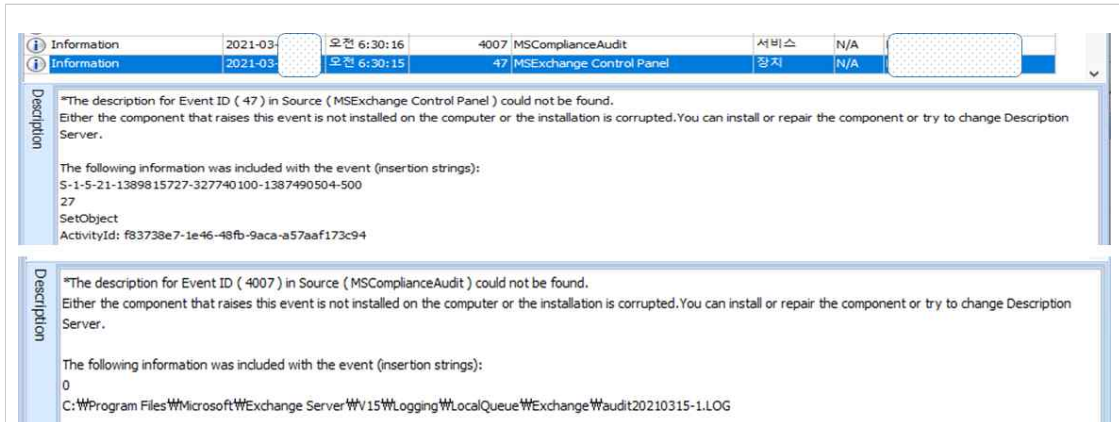 Information 2021-03- 오전 6:30:16 4007 MSComplianceAudit 서비스 N/A
Information 2021-03- 오전 6:30:15 47 MSExchange Control Panel 장치 N/A
Description
*The description for Event ID ( 47 ) in Source ( MSExchange Control Panel ) could not be found.
Either the component that raises this event is not installed on the computer or the installation is corrupted.You can install or repair the component or try to change Description
Server.
The following information was included with the event (insertion strings):
S-1-5-21-1389815727-327740100-1387490504-500
27
SetObject
ActivityId: f83738e7-1e46-48fb-9aca-a57aaf173c94
Description
*The description for Event ID ( 4007 ) in Source ( MSComplianceAudit ) could not be found.
Either the component that raises this event is not installed on the computer or the installation is corrupted.You can install or repair the component or try to change Description
Server.
The following information was included with the event (insertion strings):
0
C:₩Program Files₩Microsoft₩Exchange Server₩V15₩Logging₩LocalQueue₩Exchange₩audit20210315-1.LOG